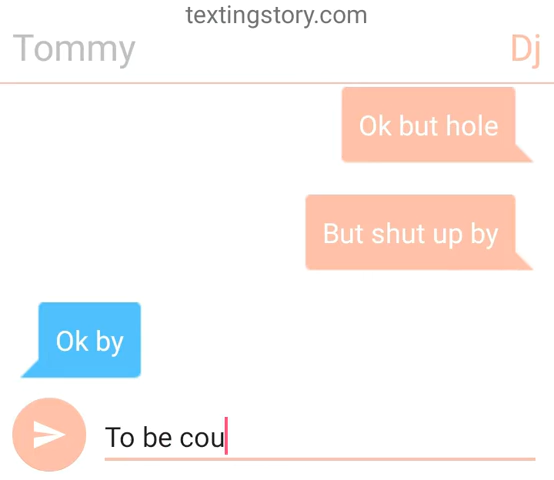 textingstory.com
Tommy Dj
Ok but hole
But shut up by
Ok by
To be cou